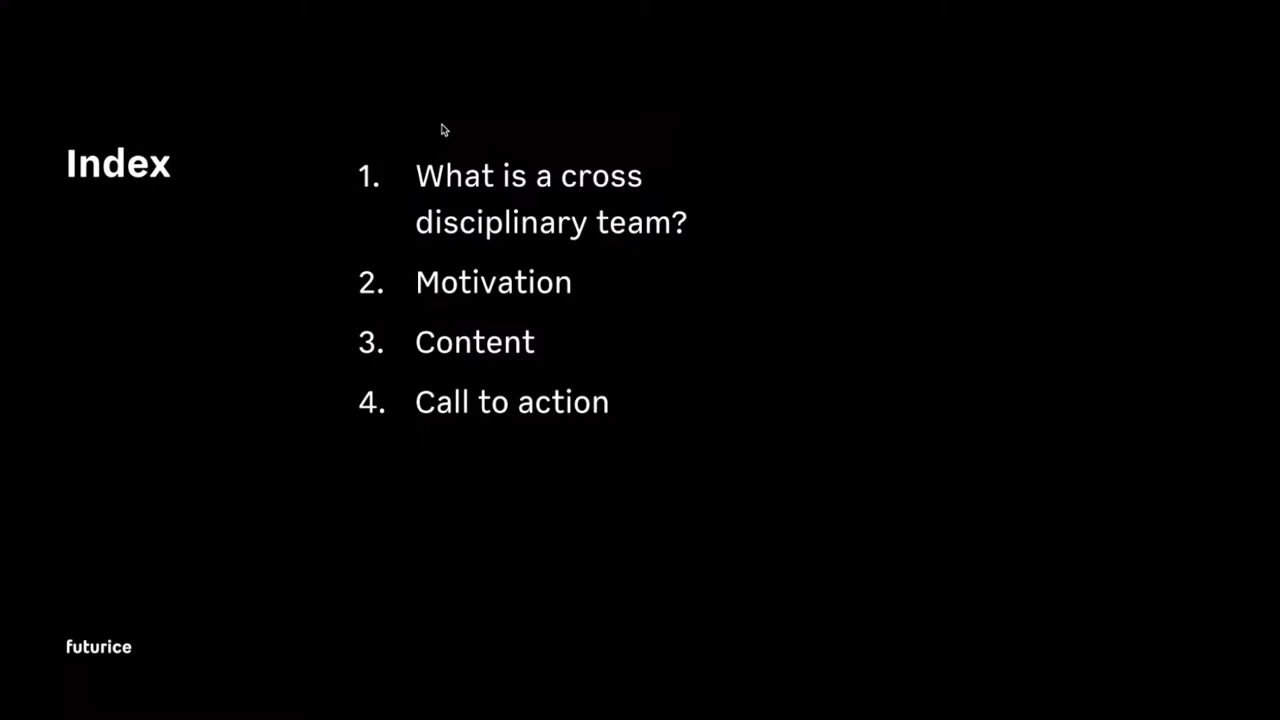 Index
1. What is a cross
disciplinary team?
2. Motivation
3. Content
4. Call to action
futurice